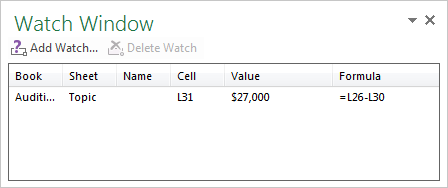 Watch Window
Add Watch... Delete Watch
Book Sheet Name Cell Value Formula
Auditi... Topic L31 $27,000 =L26-L30